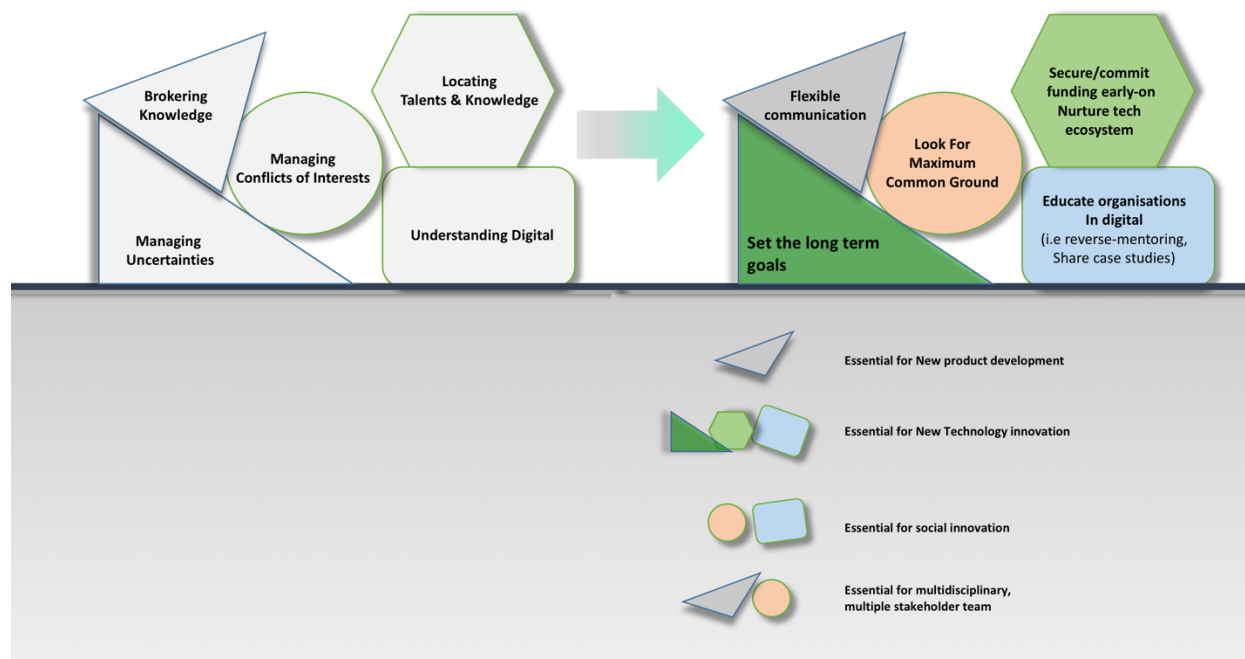 Brokering
Knowledge
Managing
Uncertainties
Managing
Conflicts of Interests
Locating
Talents & Knowledge
Understanding Digital
Flexible
communication
Set the long term
goals
Look For
Maximum
Common Ground
Secure/commit
funding early-on
Nurture tech
ecosystem
Educate organisations
In digital
(i.e reverse-mentoring,
Share case studies)
Essential for New product development
Essential for New Technology innovation
Essential for social innovation
Essential for multidisciplinary,
multiple stakeholder team